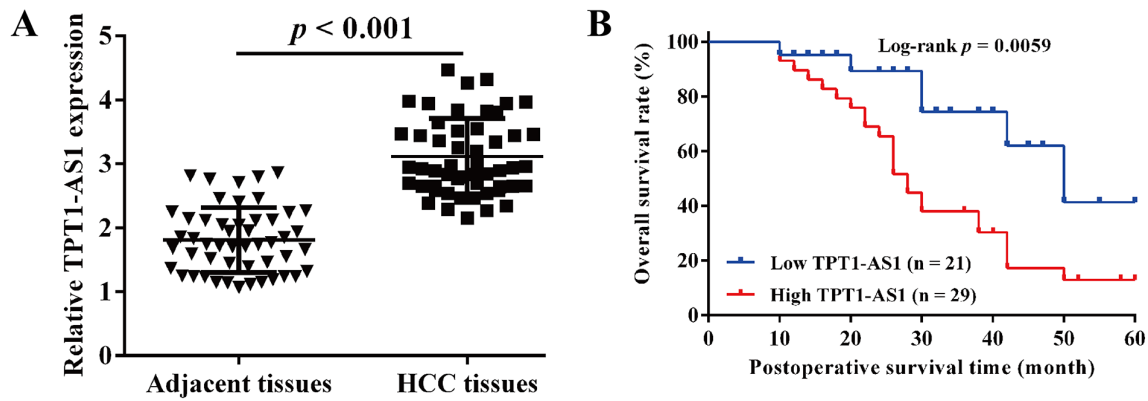 A
Relative TPT1-AS1 expression
5
4
3
2
1
0
p < 0.001
Adjacent tissues
HCC tissues
B
Overall survival rate (%)
100
80
60
40
20
0
Log-rank p = 0.0059
Low TPT1-AS1 (n = 21)
High TPT1-AS1 (n = 29)
0 10 20 30 40 50 60
Postoperative survival time (month)